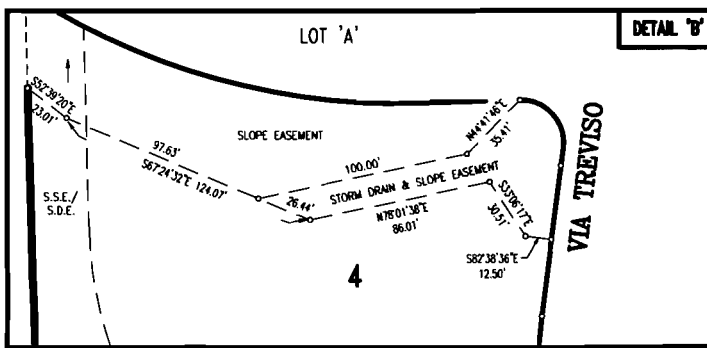 LOT 'A'
DETAIL 'B'
S52°39'20"E
23.01'
N44°41'46"E
35.41'
SLOPE EASEMENT
97.63'
S67°24'32"E 124.07'
100.00'
STORM DRAIN & SLOPE EASEMENT
26.44'
N78°01'38"E
86.01'
S33°06'17"E
30.51'
S.S.E./
S.D.E.
VIA TREVISO
S82°38'36"E
12.50'
4